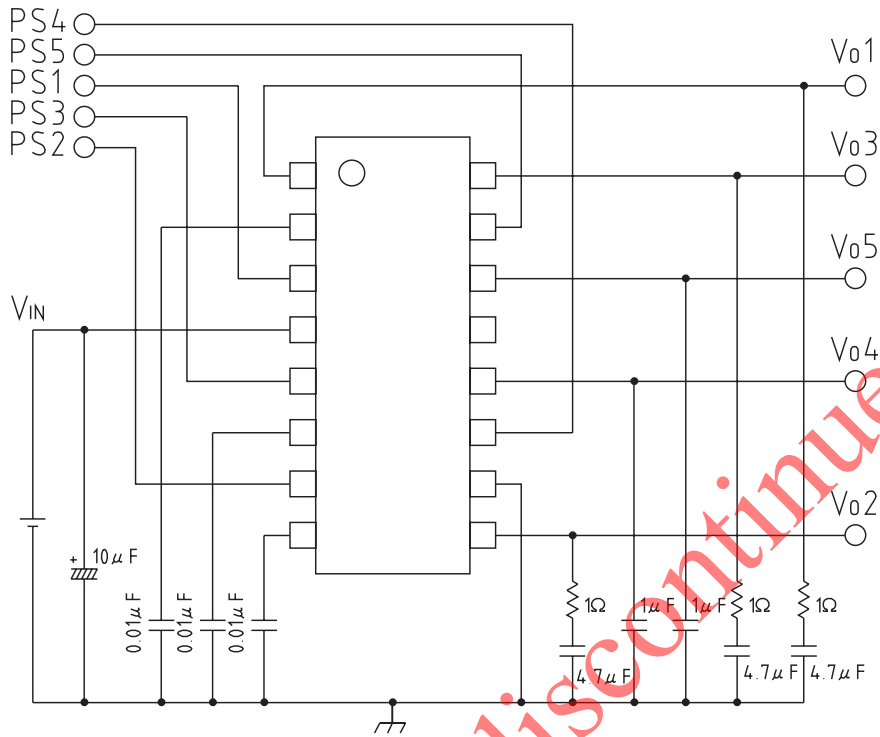 PS4
PS5
PS1
PS3
PS2
Vo1
Vo3
Vo5
VIN
Vo4
Vo2
+
10μF
0.01μF
0.01μF
0.01μF
1Ω
1μF
1μF
1Ω
1Ω
4.7μF
4.7μF
4.7μF
discontinue